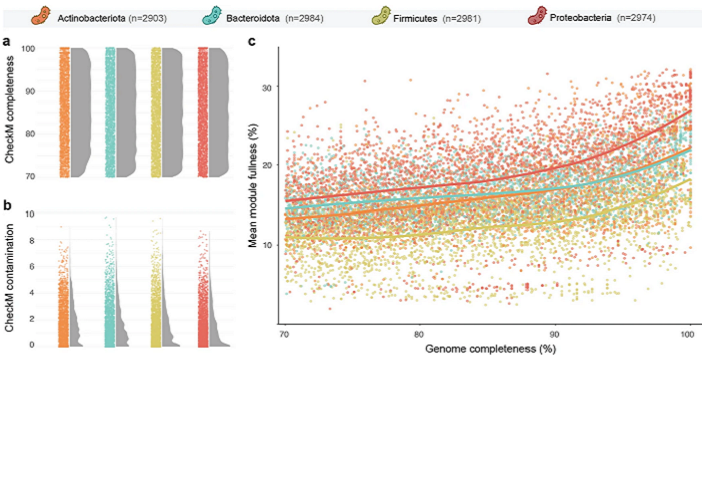 Actinobacteriota (n=2903) Bacteroidota (n=2984) Firmicutes (n=2981) Proteobacteria (n=2974)
a
CheckM completeness
100
90
80
70
b
CheckM contamination
10
8
6
4
2
0
c
Mean module fullness (%)
30
20
10
70 80 90 100
Genome completeness (%)